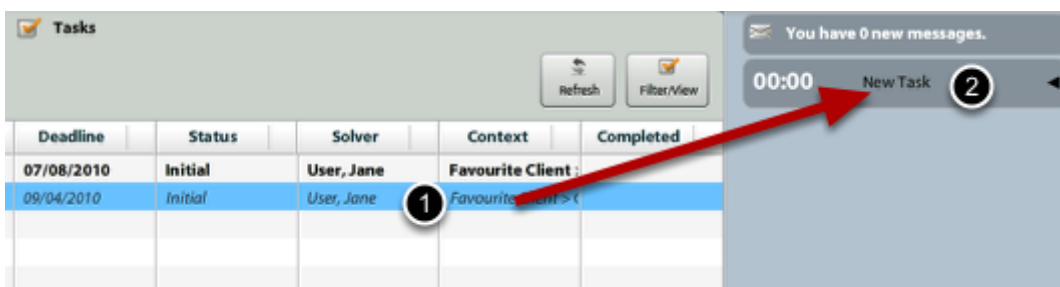 Tasks
You have 0 new messages.
Refresh
Filter/View
00:00 New Task 2
Deadline Status Solver Context Completed
07/08/2010 Initial User, Jane Favourite Client
09/04/2010 Initial User, Jane 1 Favourite Client >